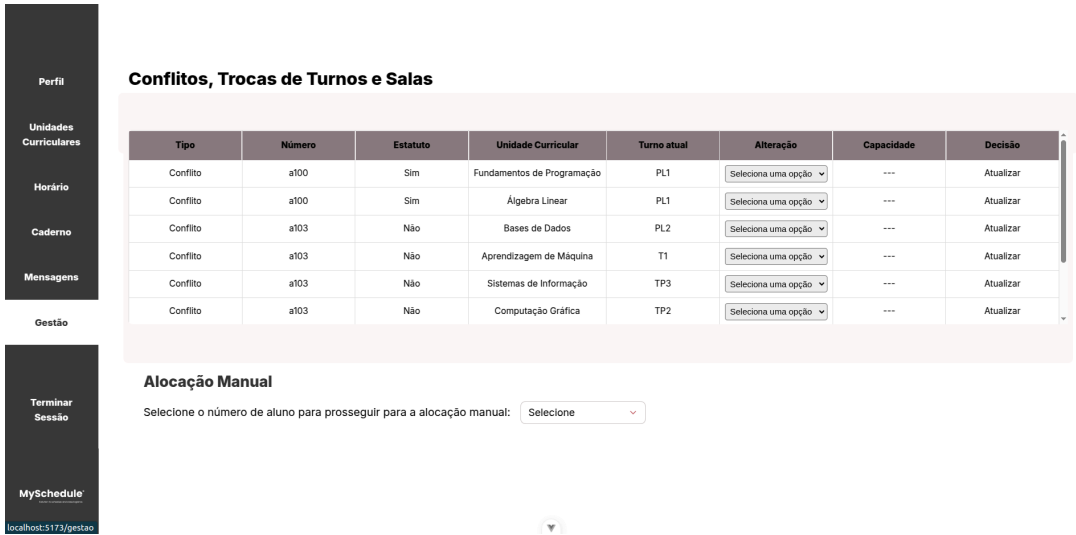 Perfil
Unidades
Curriculares
Horário
Caderno
Mensagens
Gestão
Terminar
Sessão
MySchedule
localhost:5173/gestao
Conflitos, Trocas de Turnos e Salas
Tipo Número Estatuto Unidade Curricular Turno atual Alteração Capacidade Decisão
Conflito a100 Sim Fundamentos de Programação PL1 Seleciona uma opção --- Atualizar
Conflito a100 Sim Álgebra Linear PL1 Seleciona uma opção --- Atualizar
Conflito a103 Não Bases de Dados PL2 Seleciona uma opção --- Atualizar
Conflito a103 Não Aprendizagem de Máquina T1 Seleciona uma opção --- Atualizar
Conflito a103 Não Sistemas de Informação TP3 Seleciona uma opção --- Atualizar
Conflito a103 Não Computação Gráfica TP2 Seleciona uma opção --- Atualizar
Alocação Manual
Selecione o número de aluno para prosseguir para a alocação manual: Selecione